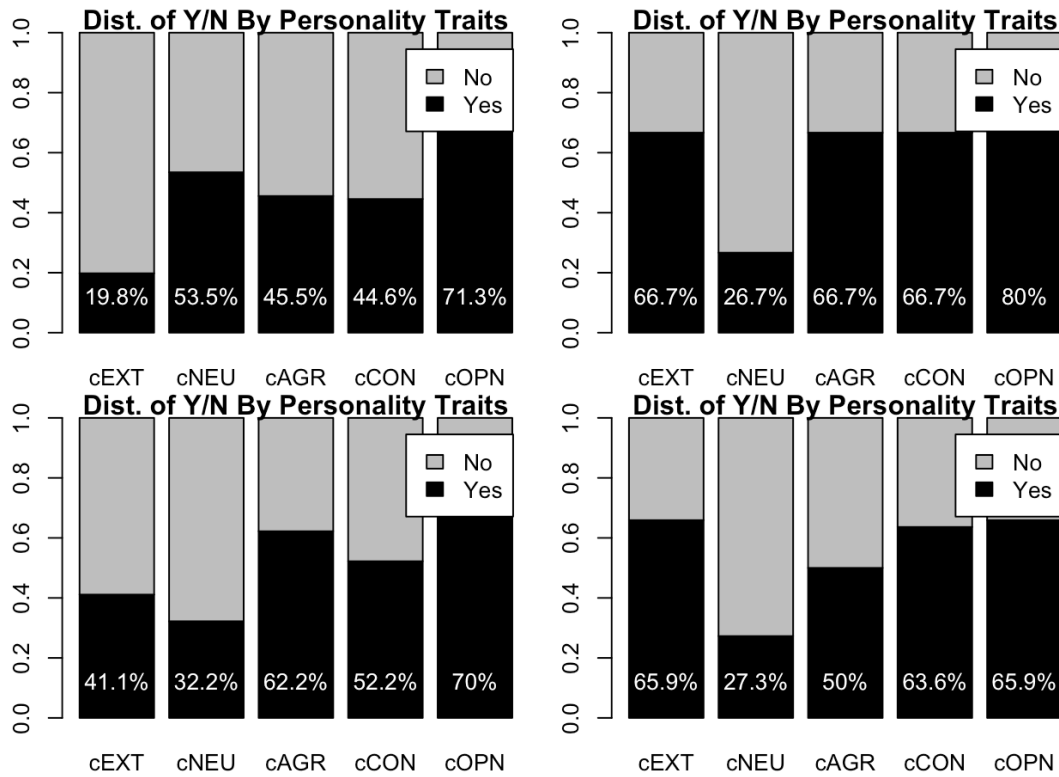 Dist. of Y/N By Personality Traits
1.0
0.8
0.6
0.4
0.2
0.0
No
Yes
19.8% 53.5% 45.5% 44.6% 71.3%
cEXT cNEU cAGR cCON cOPN
Dist. of Y/N By Personality Traits
1.0
0.8
0.6
0.4
0.2
0.0
No
Yes
66.7% 26.7% 66.7% 66.7% 80%
cEXT cNEU cAGR cCON cOPN
Dist. of Y/N By Personality Traits
1.0
0.8
0.6
0.4
0.2
0.0
No
Yes
41.1% 32.2% 62.2% 52.2% 70%
cEXT cNEU cAGR cCON cOPN
Dist. of Y/N By Personality Traits
1.0
0.8
0.6
0.4
0.2
0.0
No
Yes
65.9% 27.3% 50% 63.6% 65.9%
cEXT cNEU cAGR cCON cOPN